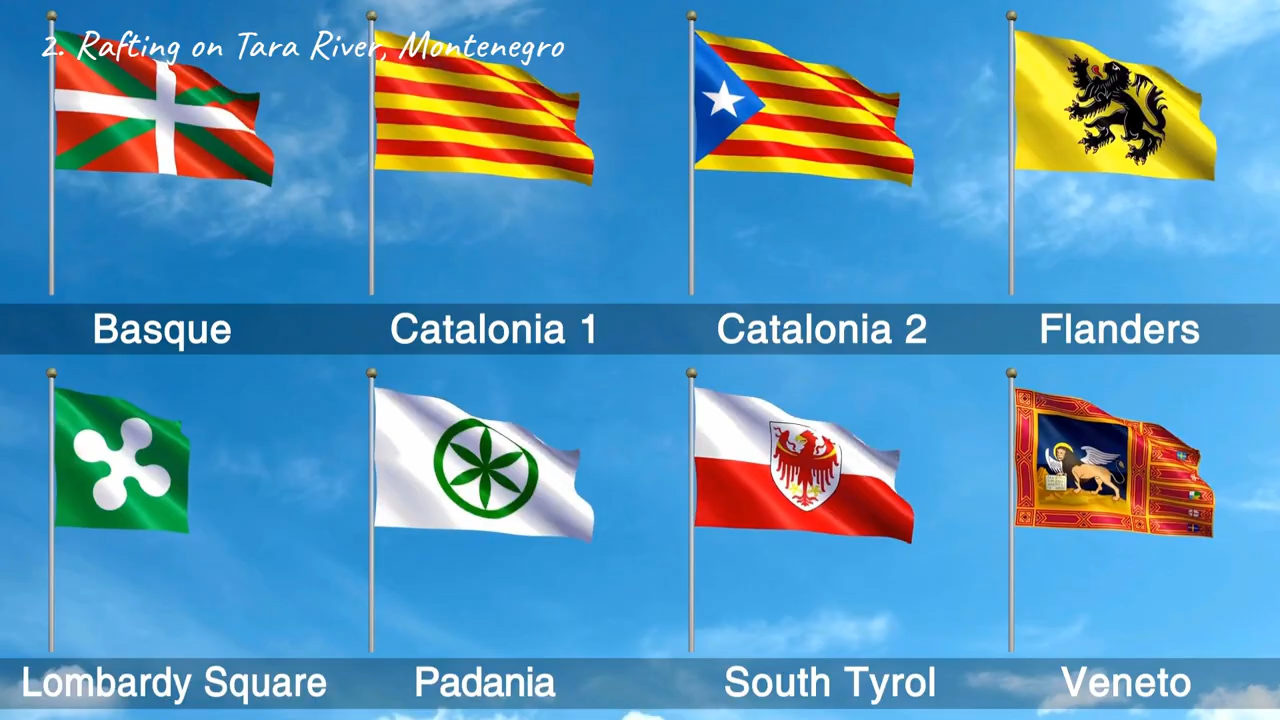 2. Rafting on Tara River, Montenegro
Basque
Catalonia 1
Catalonia 2
Flanders
Lombardy Square
Padania
South Tyrol
Veneto